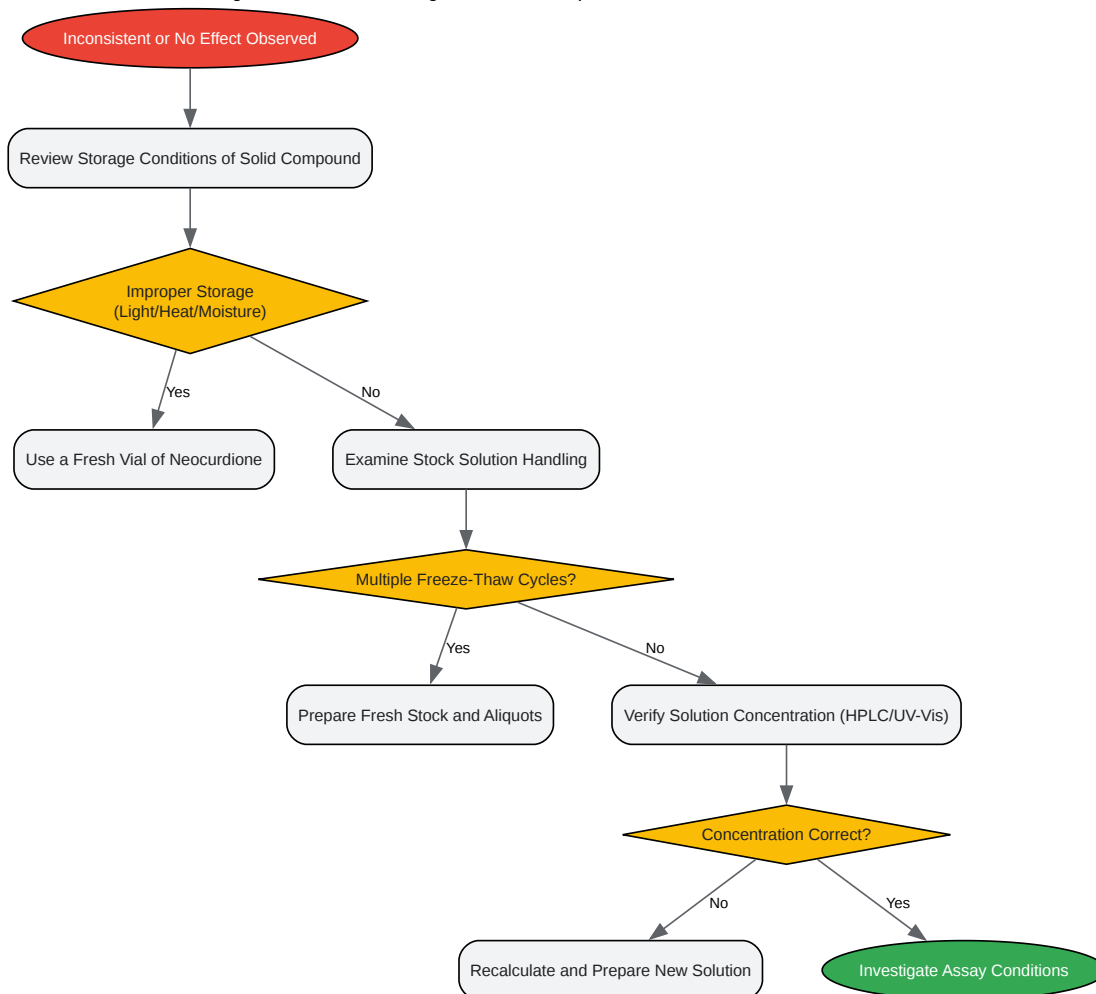 Inconsistent or No Effect Observed
Review Storage Conditions of Solid Compound
Improper Storage
(Light/Heat/Moisture)
Yes
No
Use a Fresh Vial of Neocurdione
Examine Stock Solution Handling
Multiple Freeze-Thaw Cycles?
Yes
No
Prepare Fresh Stock and Aliquots
Verify Solution Concentration (HPLC/UV-Vis)
Concentration Correct?
No
Yes
Recalculate and Prepare New Solution
Investigate Assay Conditions